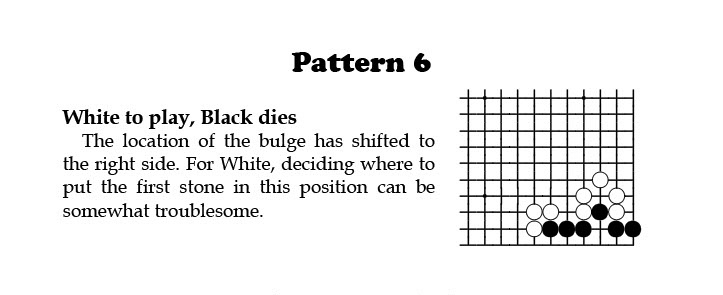 Pattern 6
White to play, Black dies
The location of the bulge has shifted to
the right side. For White, deciding where to
put the first stone in this position can be
somewhat troublesome.